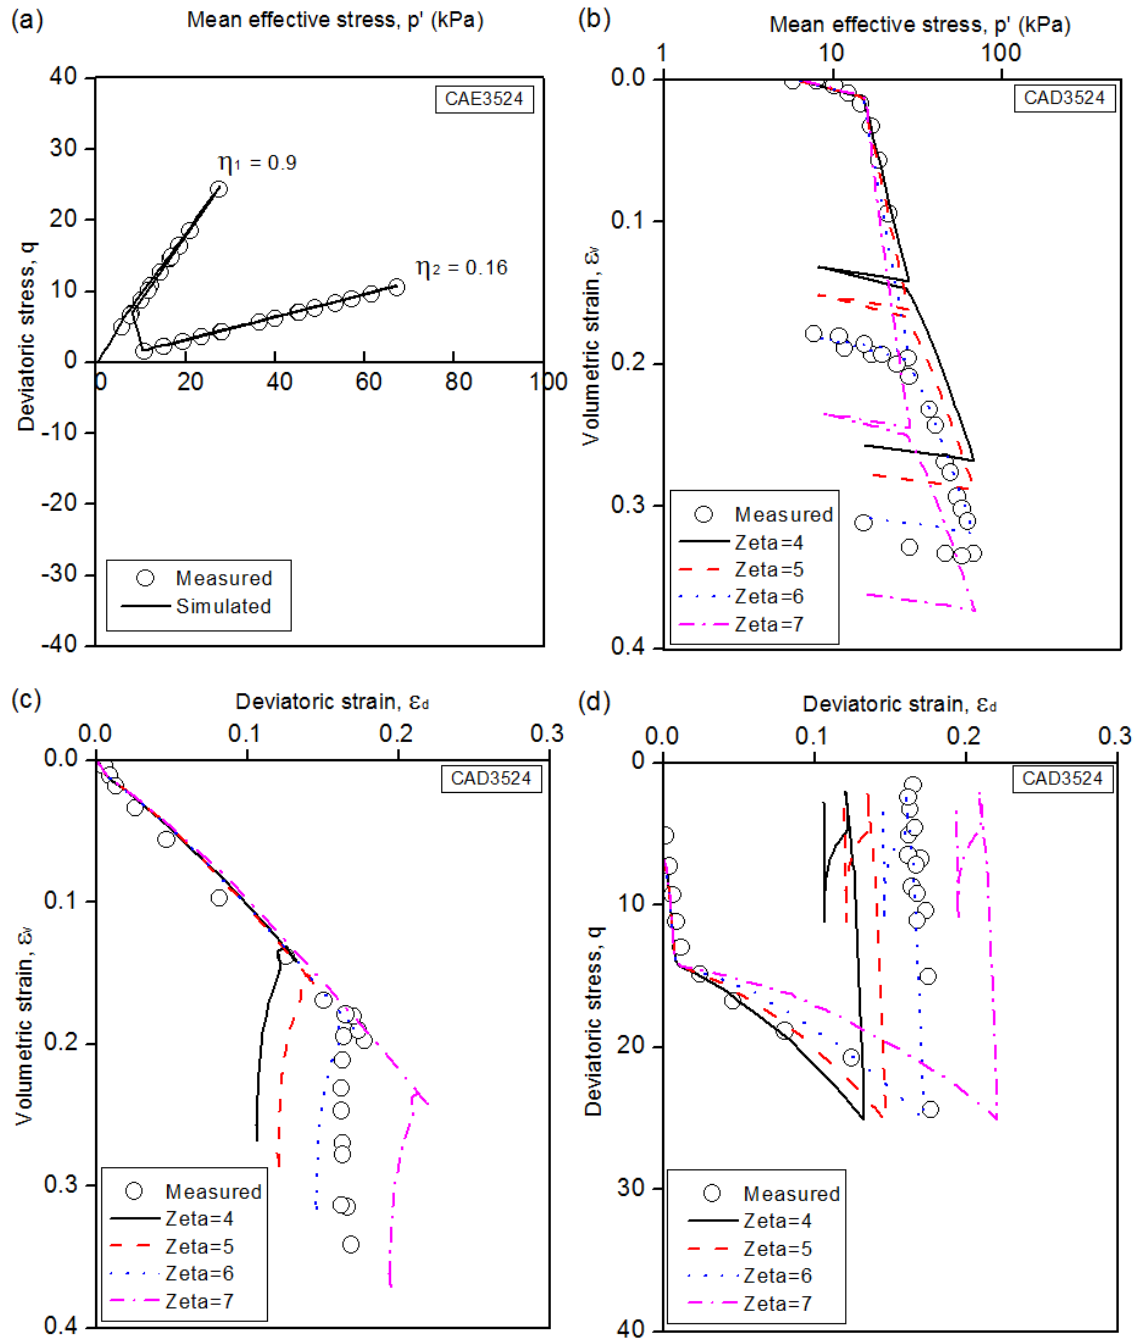 (a)
Mean effective stress, p' (kPa)
40
30
20
10
0
-10
-20
-30
-40
Deviatoric stress, q
CAE3524
η1 = 0.9
η2 = 0.16
0
20
40
60
80
100
Measured
Simulated
(b)
Mean effective stress, p' (kPa)
1
10
100
0.0
0.1
0.2
0.3
0.4
Volumetric strain, εv
CAD3524
Measured
Zeta=4
Zeta=5
Zeta=6
Zeta=7
(c)
Deviatoric strain, εd
0.0
0.1
0.2
0.3
0.0
0.1
0.2
0.3
0.4
Volumetric strain, εv
CAD3524
Measured
Zeta=4
Zeta=5
Zeta=6
Zeta=7
(d)
Deviatoric strain, εd
0.0
0.1
0.2
0.3
0
10
20
30
40
Deviatoric stress, q
CAD3524
Measured
Zeta=4
Zeta=5
Zeta=6
Zeta=7